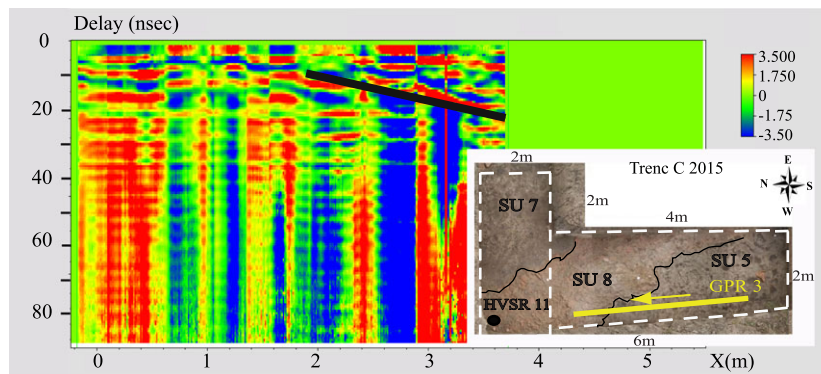 Delay (nsec)
0
20
40
60
80
0 1 2 3 4 5 X(m)
3.500
1.750
0
-1.75
-3.50
2m
Trenc C 2015
E
N S
W
SU 7
2m
4m
SU 8
SU 5
2m
GPR 3
HVSR 11
6m